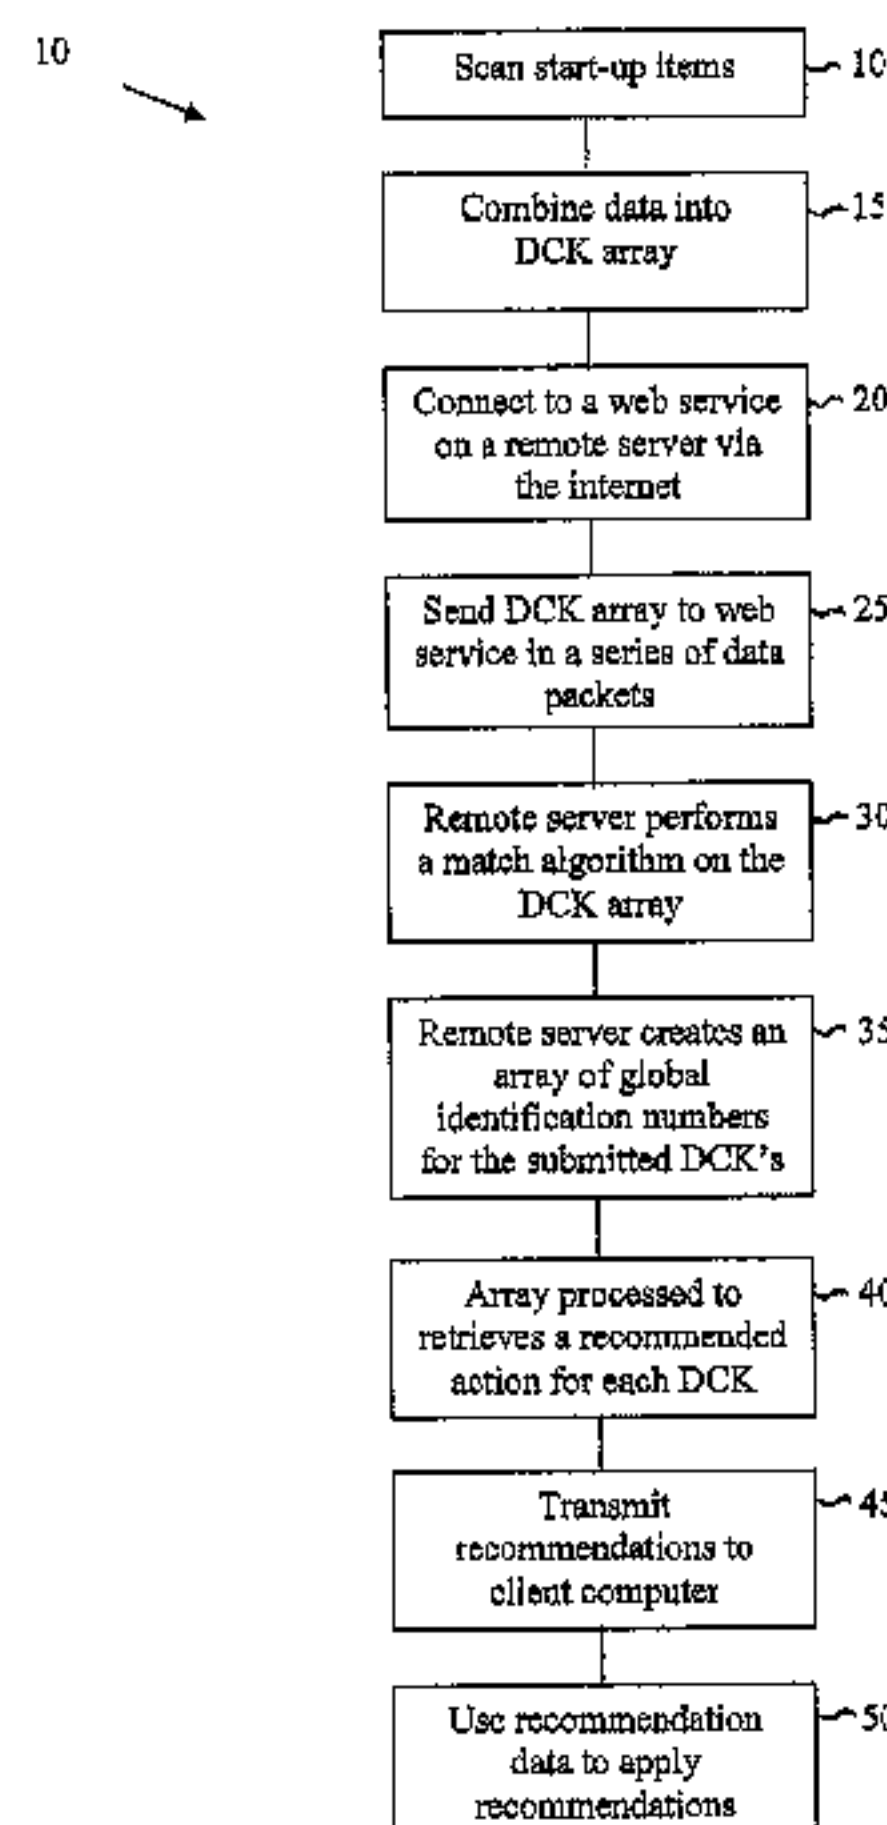 10
Scan start-up items
10
Combine data into
DCK array
15
Connect to a web service
on a remote server via
the internet
20
Send DCK array to web
service in a series of data
packets
25
Remote server performs
a match algorithm on the
DCK array
30
Remote server creates an
array of global
identification numbers
for the submitted DCK's
35
Array processed to
retrieves a recommended
action for each DCK
40
Transmit
recommendations to
client computer
45
Use recommendation
data to apply
recommendations
50